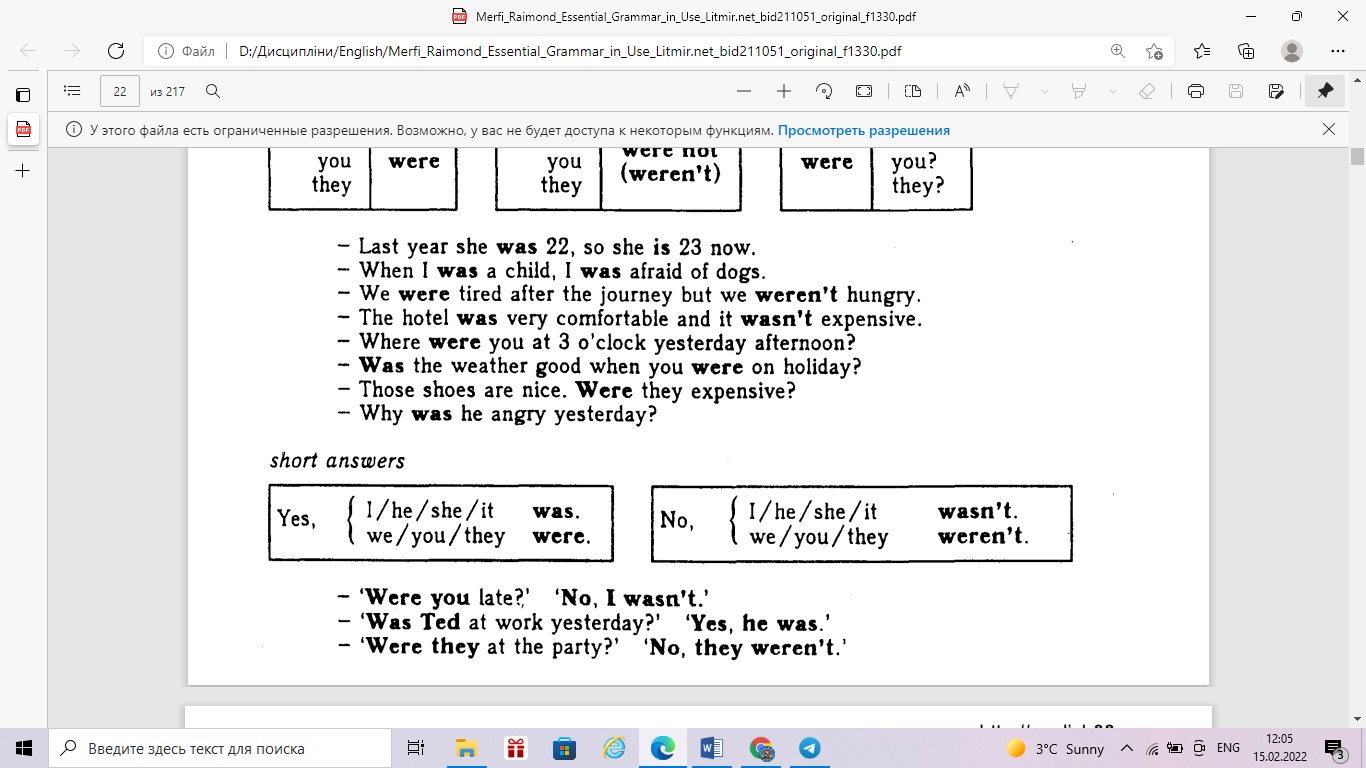 Merfi_Raimond_Essential_Grammar_in_Use_Litmir.net_bid211051_original_f1330.pdf
Файл D:/Дисципліни/English/Merfi_Raimond_Essential_Grammar_in_Use_Litmir.net_bid211051_original_f1330.pdf
22 из 217
У этого файла есть ограниченные разрешения. Возможно, у вас не будет доступа к некоторым функциям. Просмотреть разрешения
you were you were not were you?
they they (weren't) they?
– Last year she was 22, so she is 23 now.
– When I was a child, I was afraid of dogs.
– We were tired after the journey but we weren't hungry.
– The hotel was very comfortable and it wasn't expensive.
– Where were you at 3 o'clock yesterday afternoon?
– Was the weather good when you were on holiday?
– Those shoes are nice. Were they expensive?
– Why was he angry yesterday?
short answers
Yes, I/he/she/it was.
we/you/they were.
No, I/he/she/it wasn't.
we/you/they weren't.
– 'Were you late?' 'No, I wasn't.'
– 'Was Ted at work yesterday?' 'Yes, he was.'
– 'Were they at the party?' 'No, they weren't.'
Введите здесь текст для поиска
3°C Sunny
ENG
12:05
15.02.2022
3